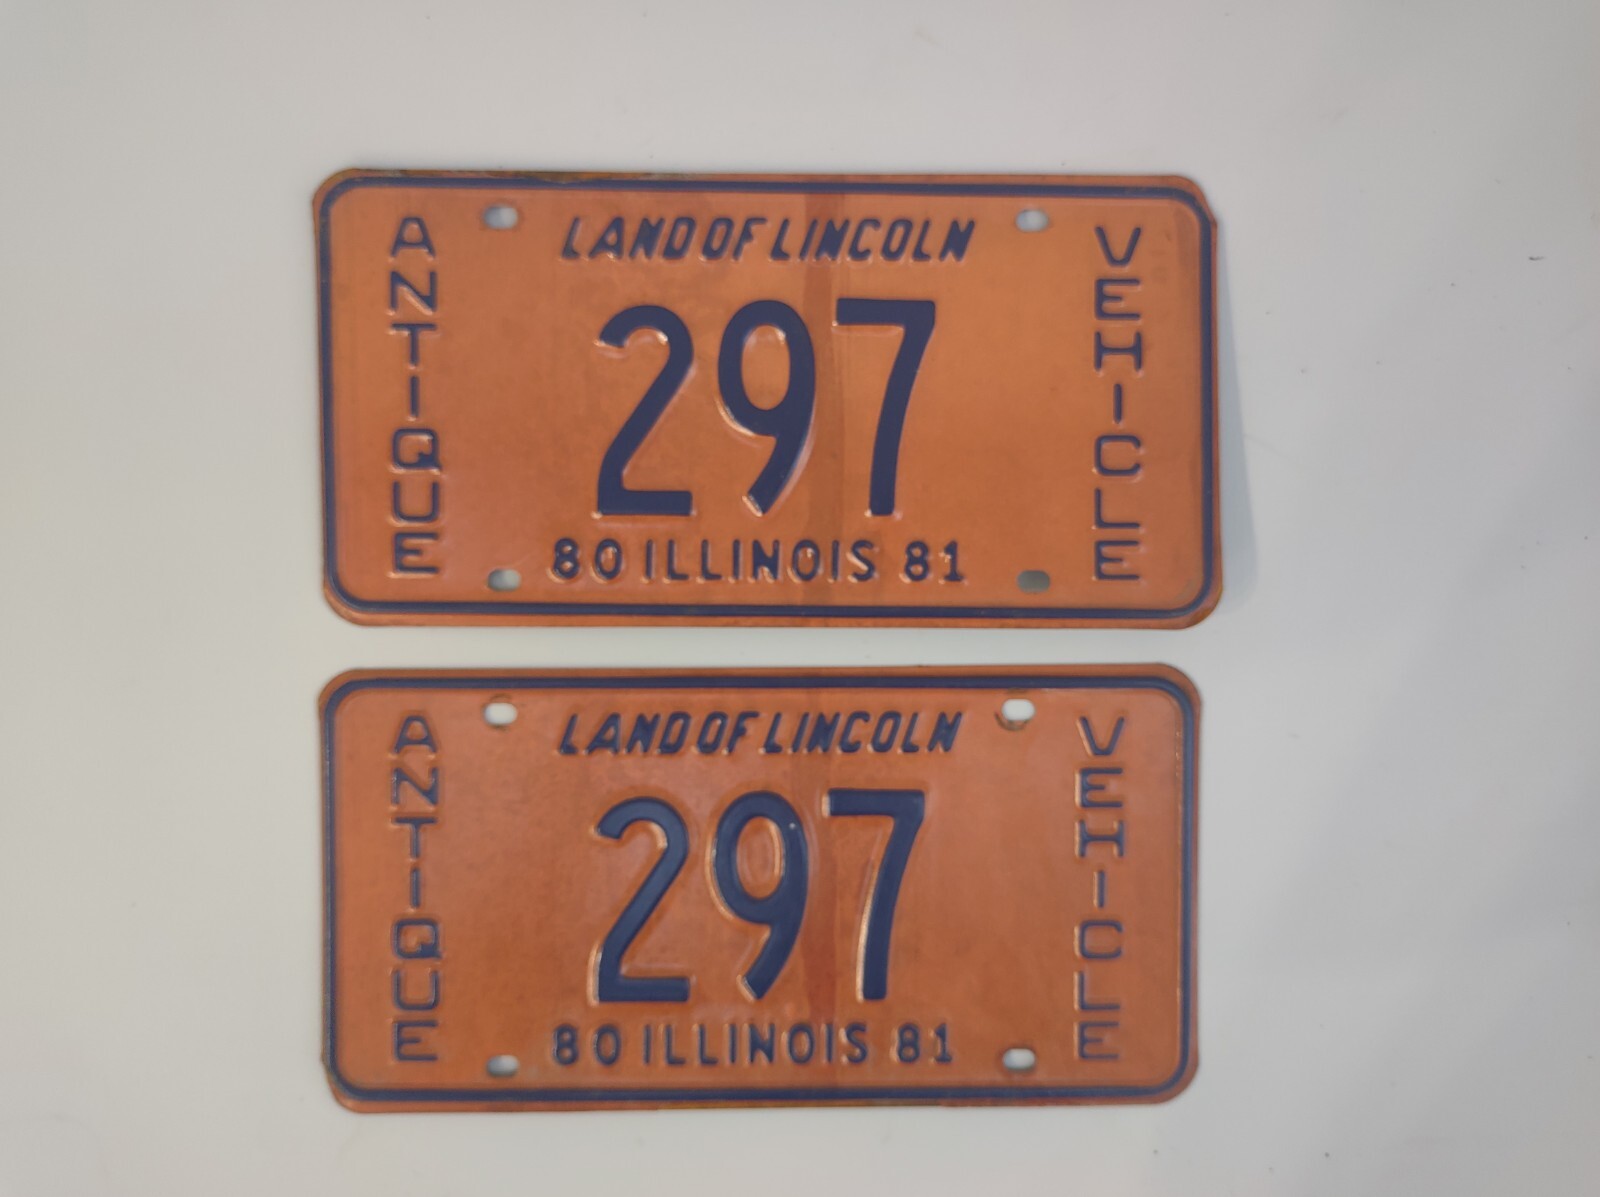 ANTIQUE
LAND OF LINCOLN
297
80 ILLINOIS 81
VEHICLE
ANTIQUE
LAND OF LINCOLN
297
80 ILLINOIS 81
VEHICLE